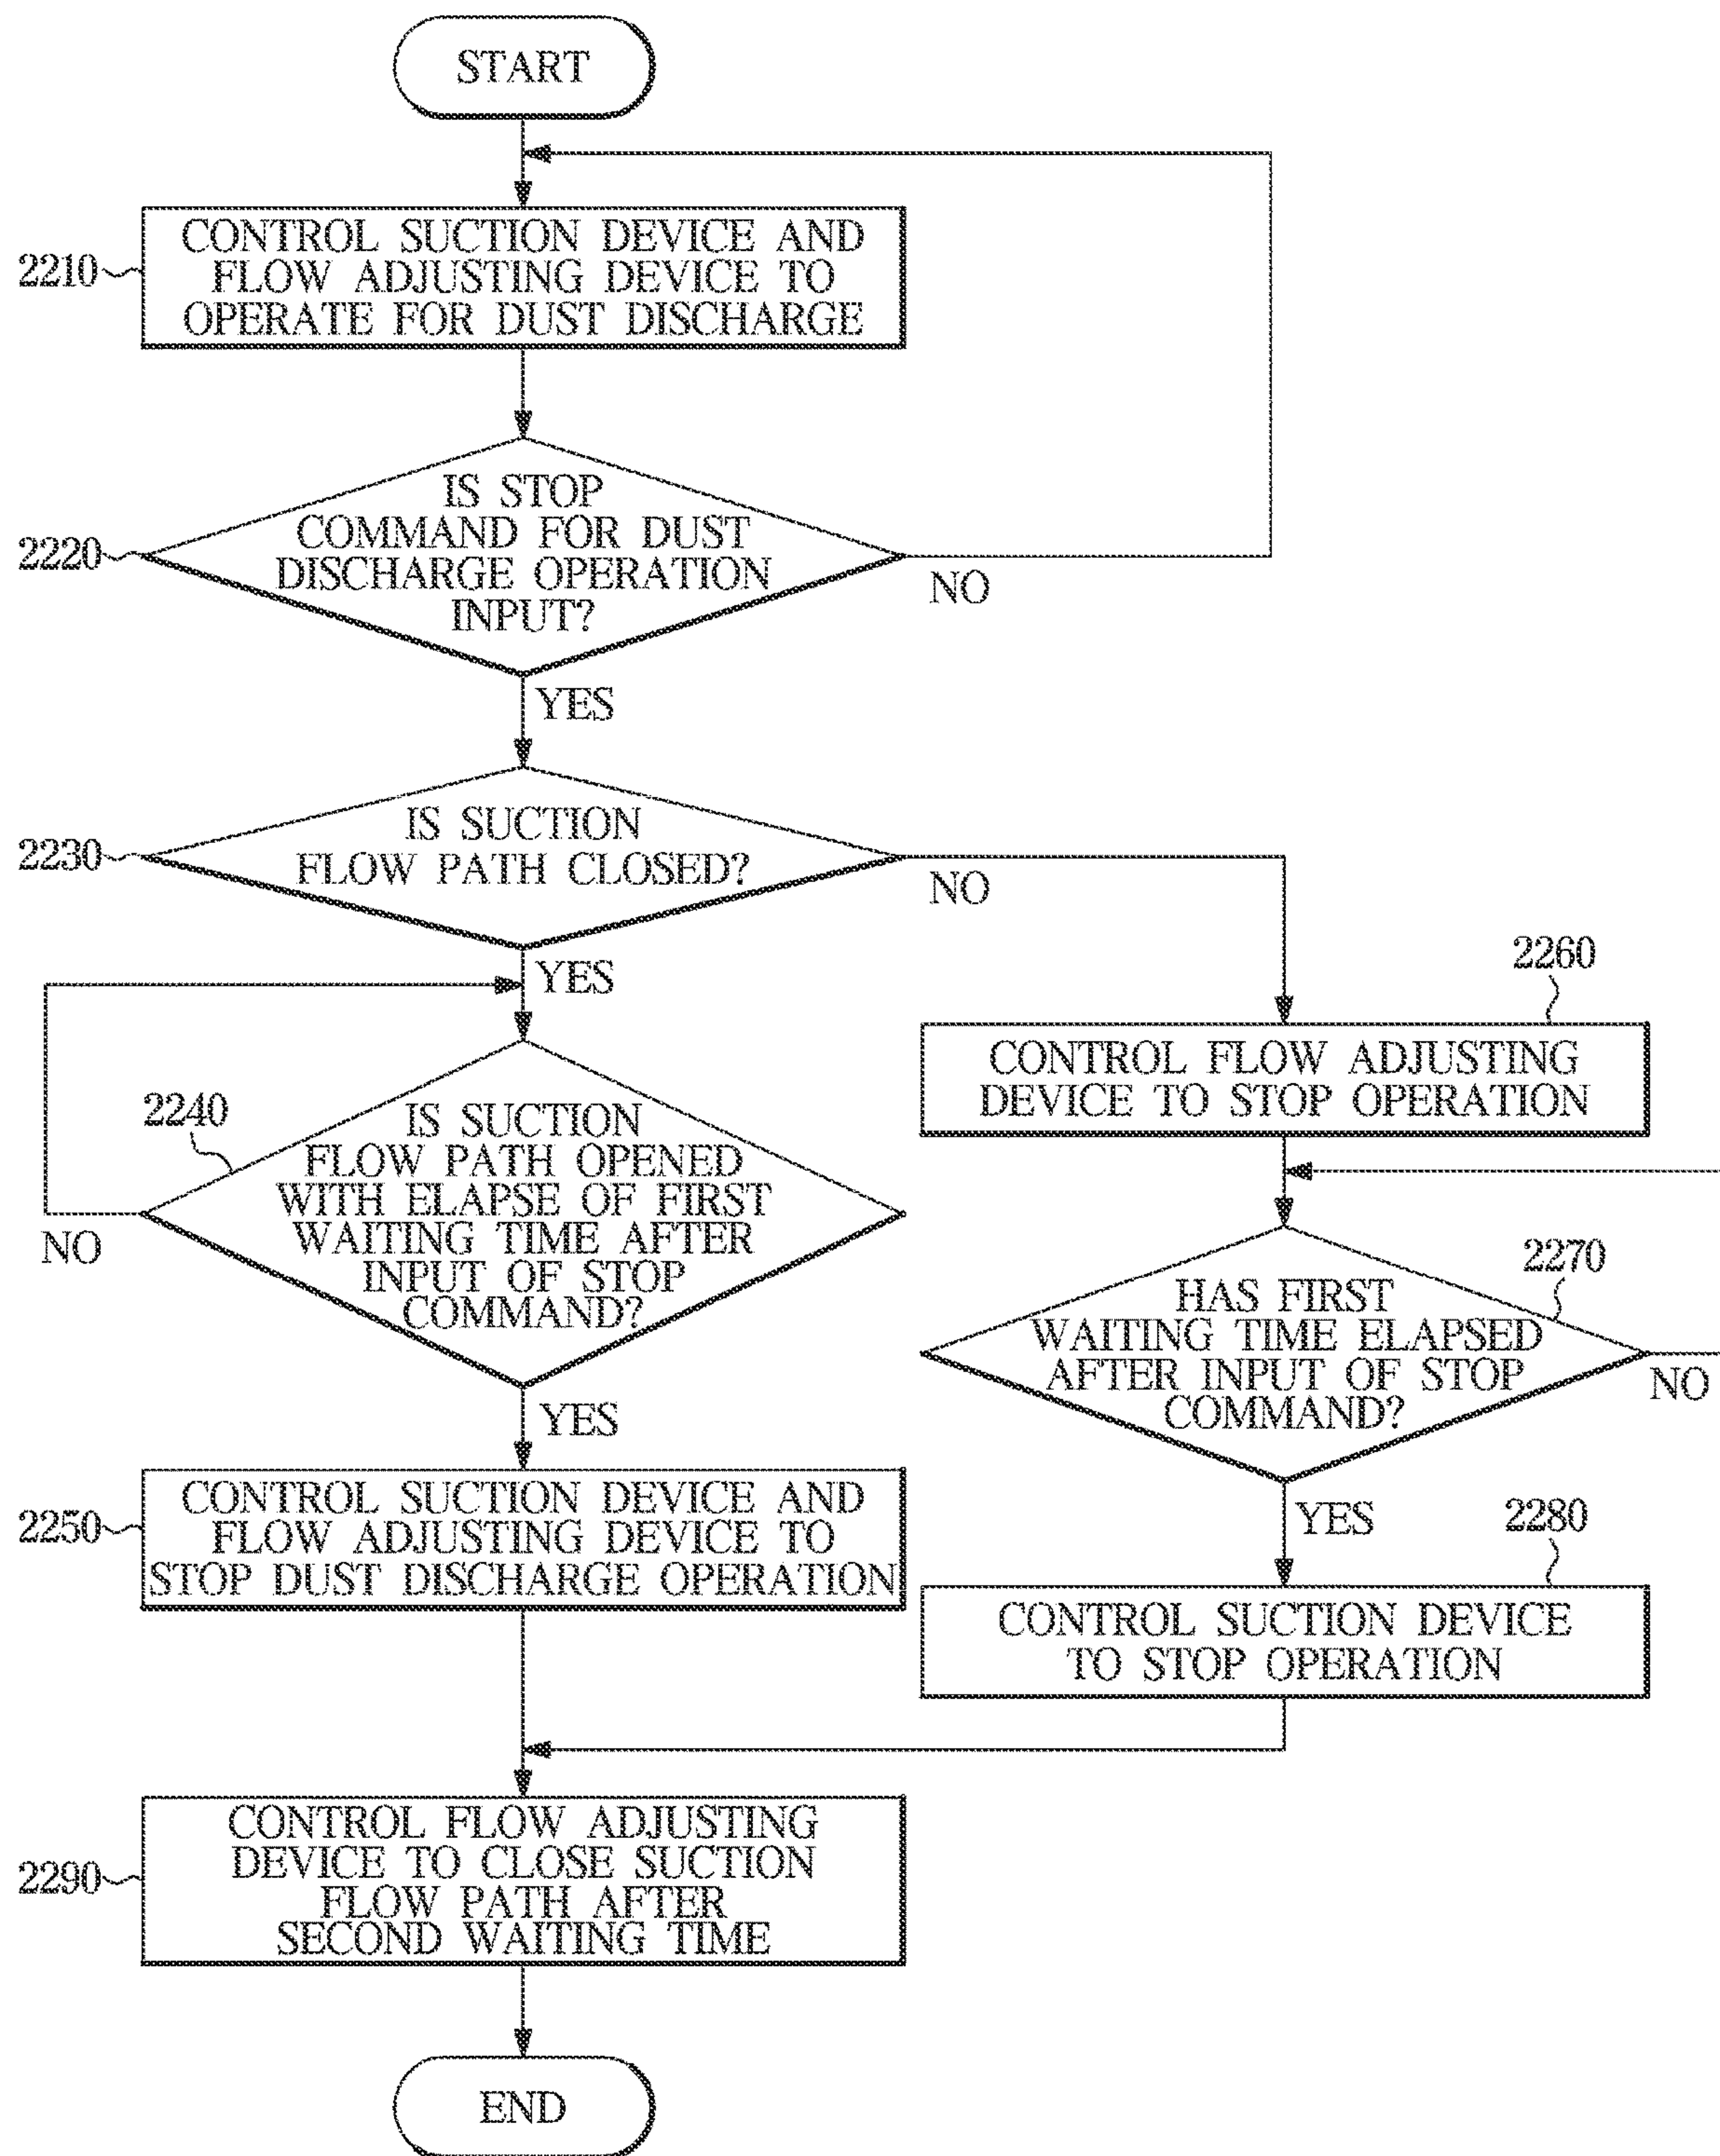 START
2210
CONTROL SUCTION DEVICE AND
FLOW ADJUSTING DEVICE TO
OPERATE FOR DUST DISCHARGE
2220
IS STOP
COMMAND FOR DUST
DISCHARGE OPERATION
INPUT?
NO
YES
2230
IS SUCTION
FLOW PATH CLOSED?
NO
YES
2240
IS SUCTION
FLOW PATH OPENED
WITH ELAPSE OF FIRST
WAITING TIME AFTER
INPUT OF STOP
COMMAND?
NO
YES
2250
CONTROL SUCTION DEVICE AND
FLOW ADJUSTING DEVICE TO
STOP DUST DISCHARGE OPERATION
2260
CONTROL FLOW ADJUSTING
DEVICE TO STOP OPERATION
2270
HAS FIRST
WAITING TIME ELAPSED
AFTER INPUT OF STOP
COMMAND?
NO
YES
2280
CONTROL SUCTION DEVICE
TO STOP OPERATION
2290
CONTROL FLOW ADJUSTING
DEVICE TO CLOSE SUCTION
FLOW PATH AFTER
SECOND WAITING TIME
END